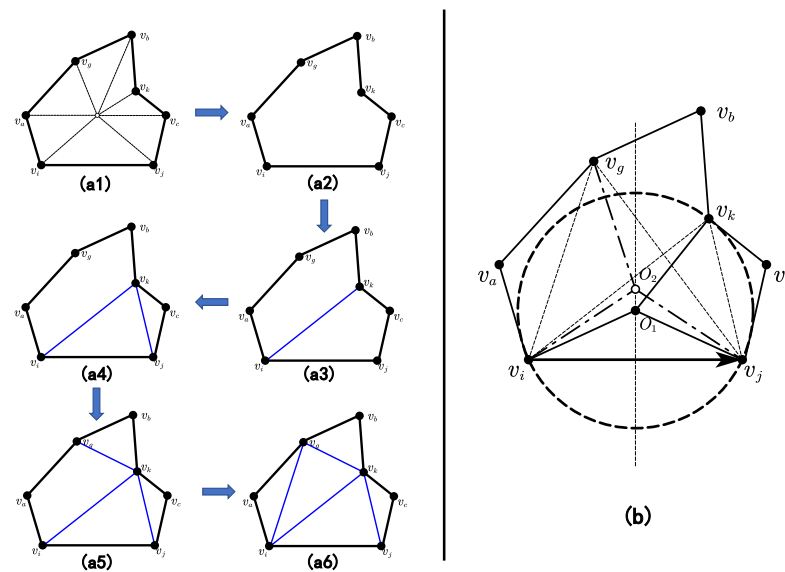 v_b
v_g
v_k
v_a
v_c
v_i
v_j
(a1)
v_b
v_g
v_k
v_a
v_c
v_i
v_j
(a2)
v_b
v_g
v_k
v_a
v_c
v_i
v_j
(a4)
v_b
v_g
v_k
v_a
v_c
v_i
v_j
(a3)
v_b
v_g
v_k
v_a
v_c
v_i
v_j
(a5)
v_b
v_g
v_k
v_a
v_c
v_i
v_j
(a6)
v_b
v_g
v_k
v_a
v
O_2
O_1
v_i
v_j
(b)